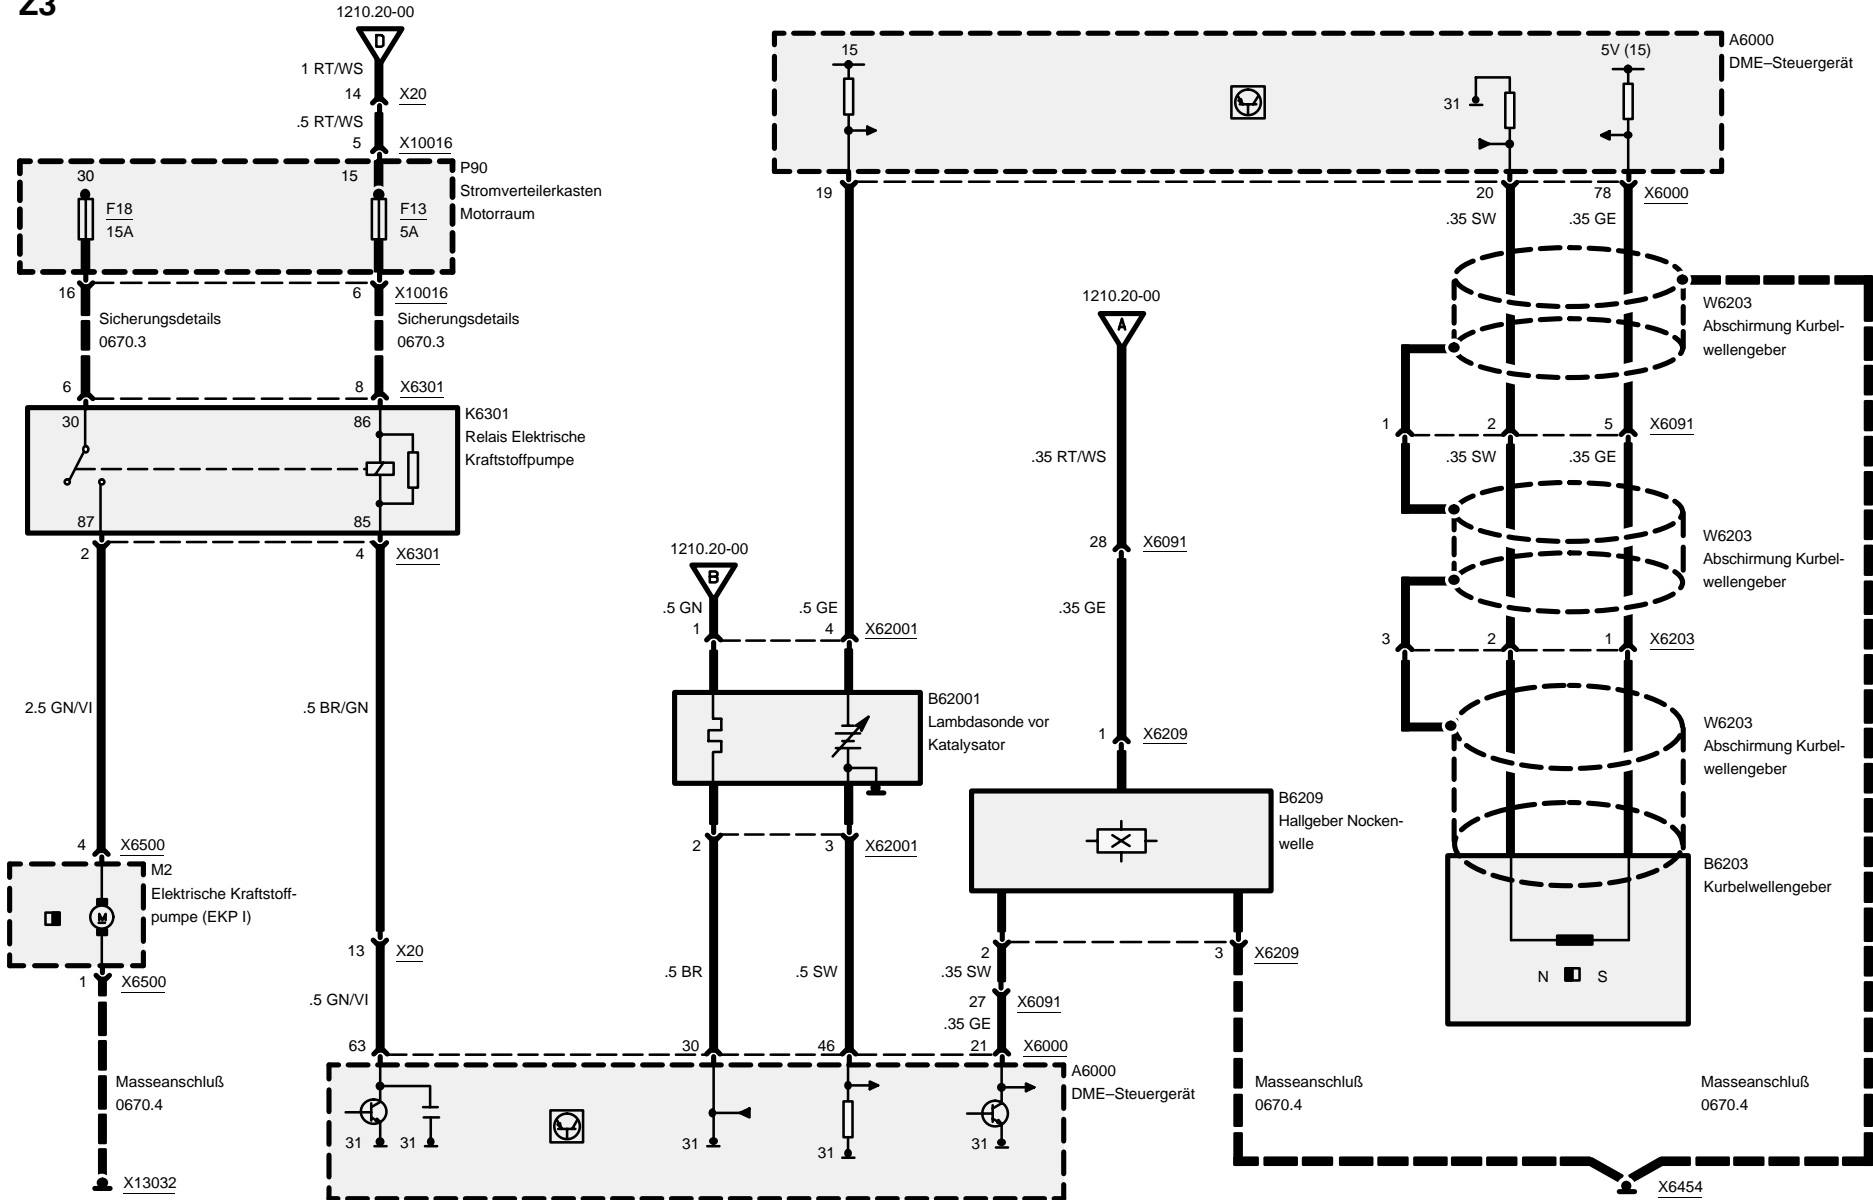 Z3
1210.20-00
D
1 RT/WS
14 X20
.5 RT/WS
5 X10016
P90
Stromverteilerkasten
Motorraum
30 15
F18
15A
F13
5A
16 6 X10016
Sicherungsdetails
0670.3
Sicherungsdetails
0670.3
6 8 X6301
K6301
Relais Elektrische
Kraftstoffpumpe
30 86
87 85
2 4 X6301
2.5 GN/VI
.5 BR/GN
4 X6500
M2
Elektrische Kraftstoff-
pumpe (EKP I)
M
1 X6500
Masseanschluß
0670.4
X13032
13 X20
.5 GN/VI
1210.20-00
B
.5 GN .5 GE
1 4 X62001
B62001
Lambdasonde vor
Katalysator
2 3 X62001
.5 BR .5 SW
A6000
DME–Steuergerät
15 31 5V (15)
19 20 78 X6000
.35 SW .35 GE
1210.20-00
A
.35 RT/WS
28 X6091
.35 GE
1 X6209
B6209
Hallgeber Nocken-
welle
2 3 X6209
.35 SW
27 X6091
.35 GE
63 30 46 21 X6000
A6000
DME–Steuergerät
31 31 31 31 31
W6203
Abschirmung Kurbel-
wellengeber
1 2 5 X6091
.35 SW .35 GE
W6203
Abschirmung Kurbel-
wellengeber
3 2 1 X6203
W6203
Abschirmung Kurbel-
wellengeber
B6203
Kurbelwellengeber
N S
Masseanschluß
0670.4
Masseanschluß
0670.4
X6454